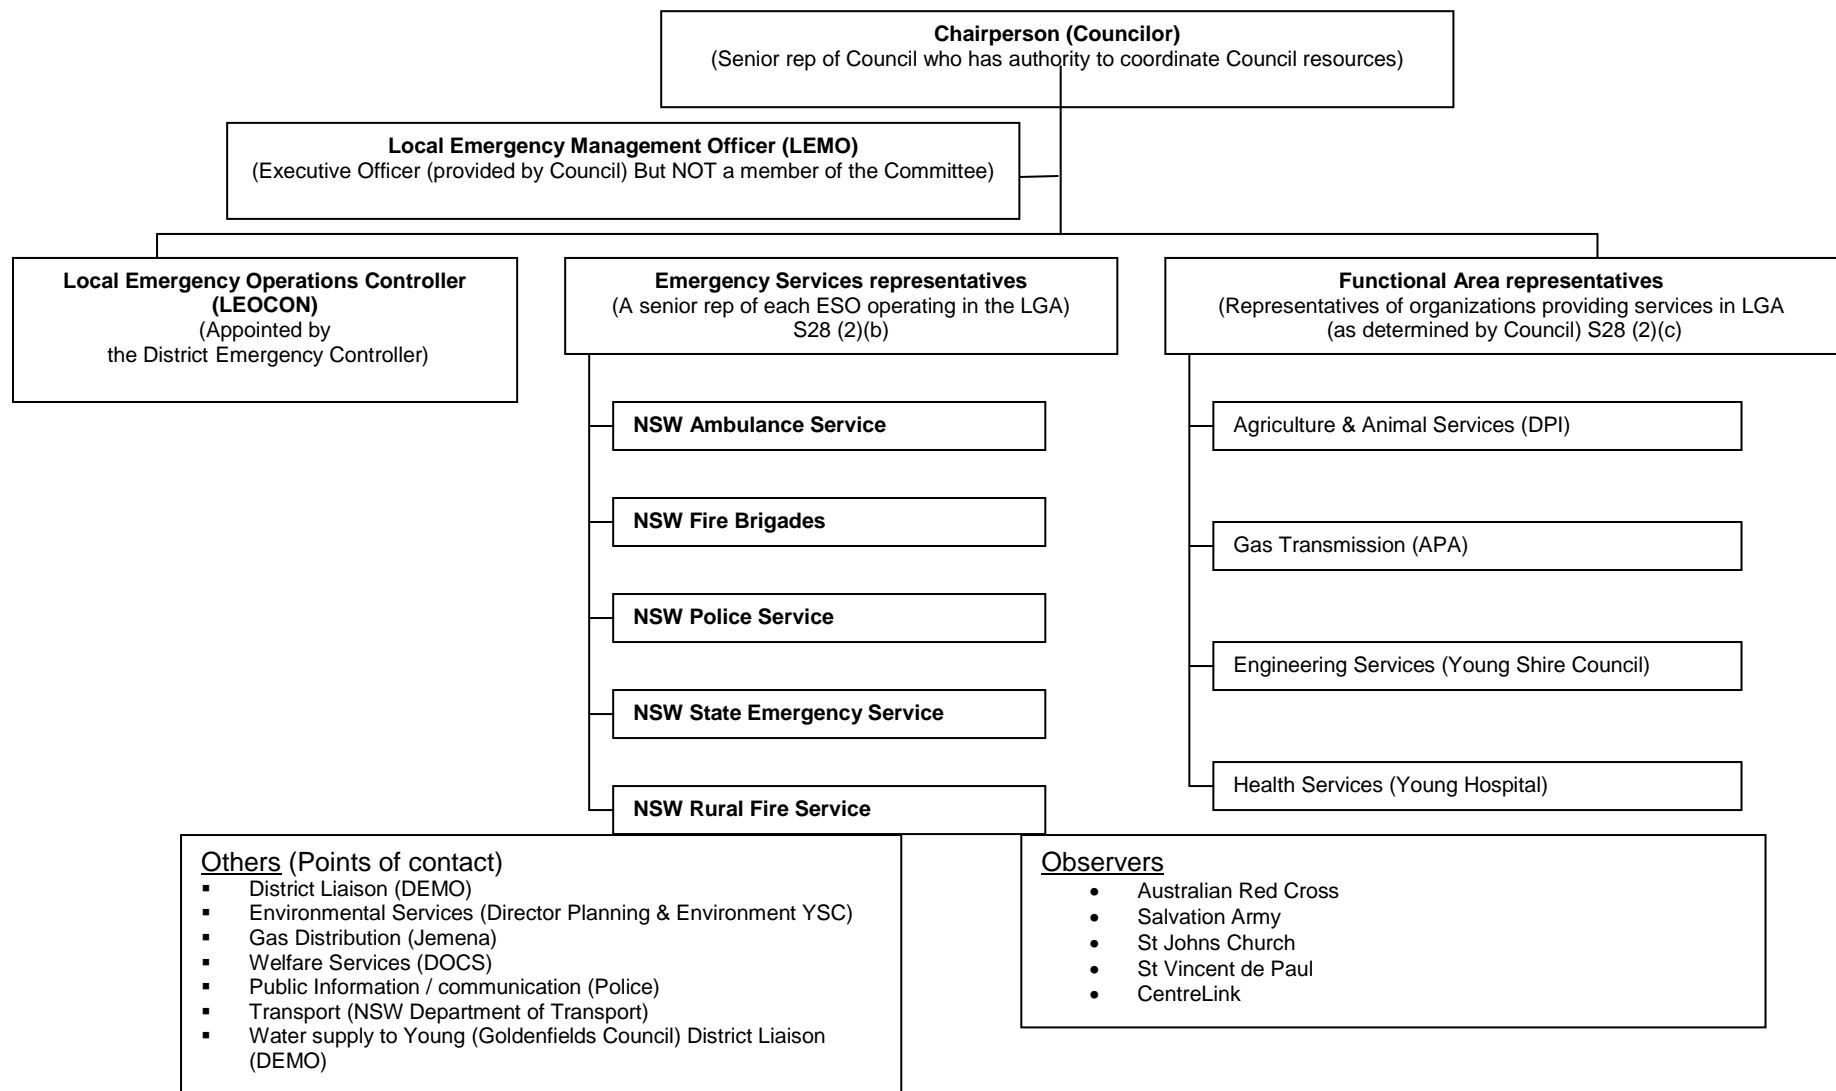 Chairperson (Councilor)
(Senior rep of Council who has authority to coordinate Council resources)
Local Emergency Management Officer (LEMO)
(Executive Officer (provided by Council) But NOT a member of the Committee)
Local Emergency Operations Controller
(LEOCON)
(Appointed by
the District Emergency Controller)
Emergency Services representatives
(A senior rep of each ESO operating in the LGA)
S28 (2)(b)
Functional Area representatives
(Representatives of organizations providing services in LGA
(as determined by Council) S28 (2)(c)
NSW Ambulance Service
NSW Fire Brigades
NSW Police Service
NSW State Emergency Service
NSW Rural Fire Service
Agriculture & Animal Services (DPI)
Gas Transmission (APA)
Engineering Services (Young Shire Council)
Health Services (Young Hospital)
Others (Points of contact)
▪ District Liaison (DEMO)
▪ Environmental Services (Director Planning & Environment YSC)
▪ Gas Distribution (Jemena)
▪ Welfare Services (DOCS)
▪ Public Information / communication (Police)
▪ Transport (NSW Department of Transport)
▪ Water supply to Young (Goldenfields Council) District Liaison
(DEMO)
Observers
• Australian Red Cross
• Salvation Army
• St Johns Church
• St Vincent de Paul
• CentreLink